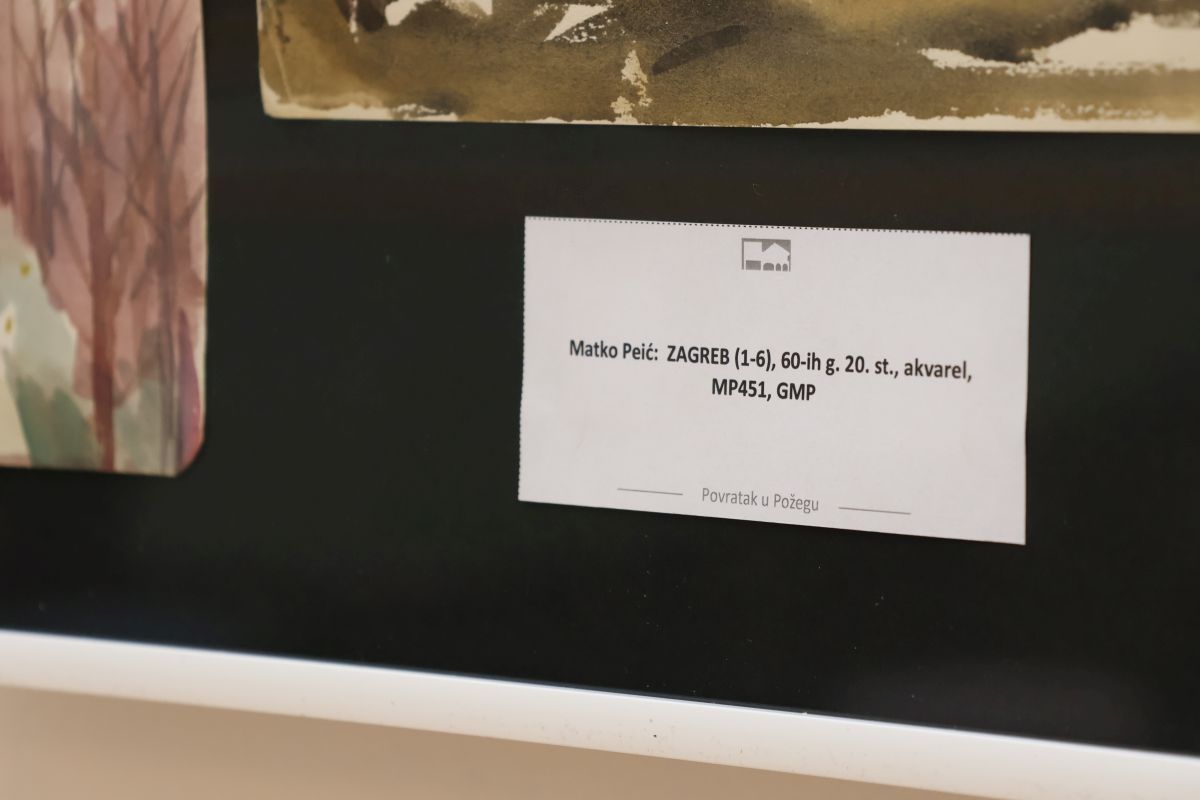 Matko Peić: ZAGREB (1-6), 60-ih g. 20. st., akvarel,
MP451, GMP
Povratak u Požegu